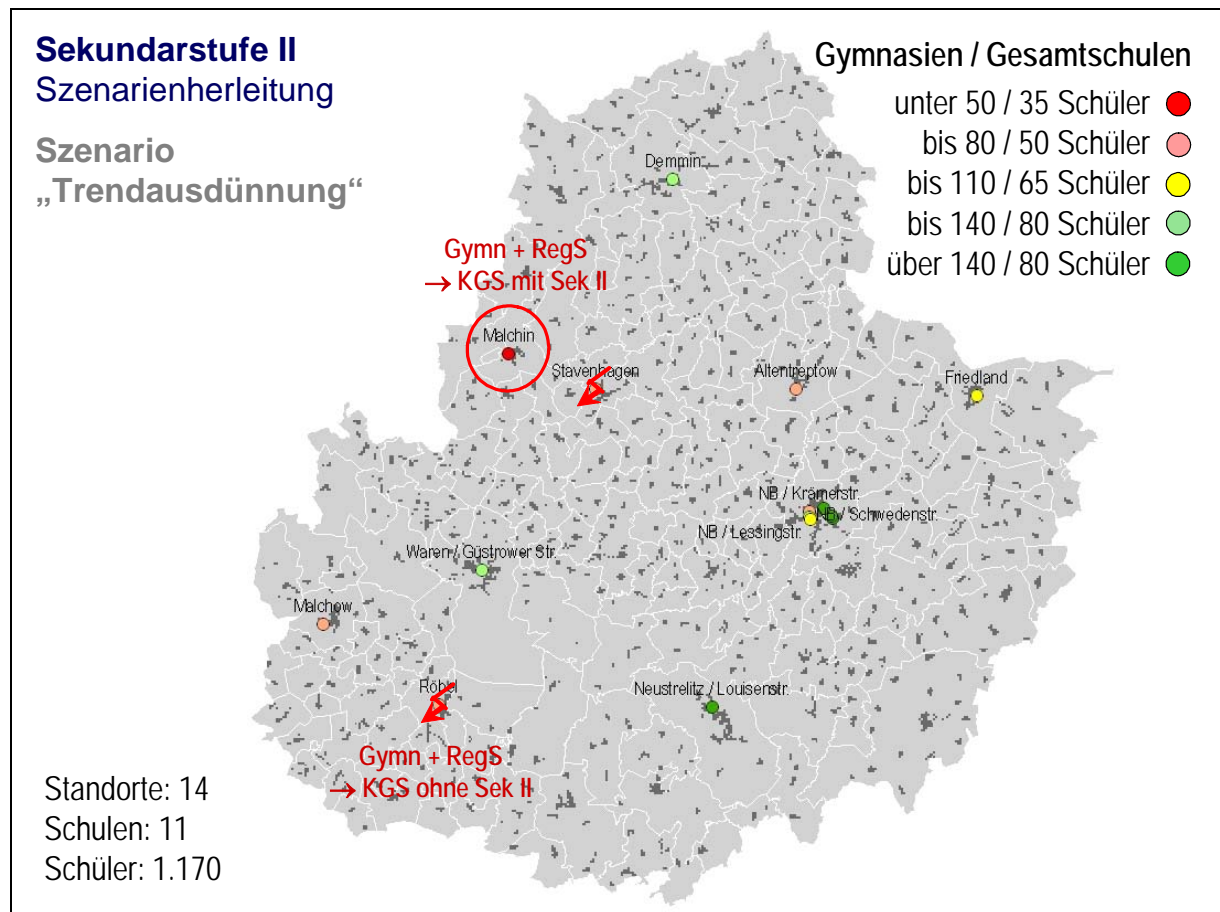 Sekundarstufe II
Szenarienherleitung
Szenario
„Trendausdünnung“
Gymnasien / Gesamtschulen
unter 50 / 35 Schüler
bis 80 / 50 Schüler
bis 110 / 65 Schüler
bis 140 / 80 Schüler
über 140 / 80 Schüler
Demmin
Gymn + RegS
→ KGS mit Sek II
Malchin
Stavenhagen
Altentreptow
Friedland
NB / Krämerstr.
NB / Schwedenstr.
NB / Lessingstr.
Waren / Güstrower Str.
Malchow
Röbel
Neustrelitz / Louisenstr.
Gymn + RegS
→ KGS ohne Sek II
Standorte: 14
Schulen: 11
Schüler: 1.170